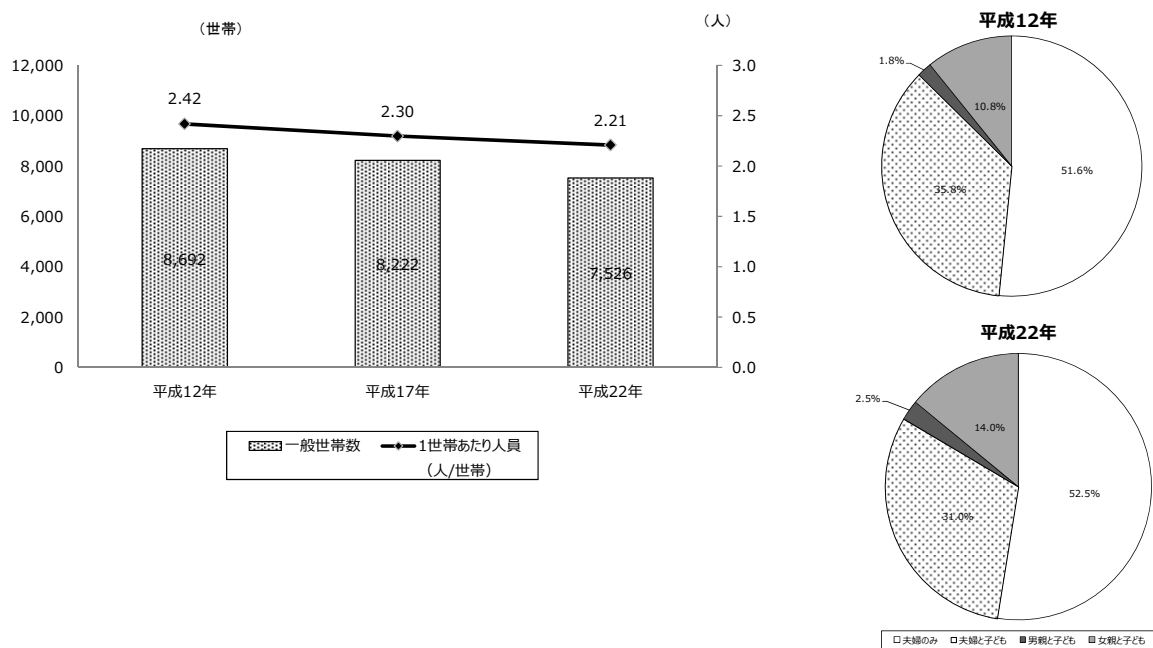 （世帯）
（人）
12,000
10,000
8,000
6,000
4,000
2,000
0
3.0
2.5
2.0
1.5
1.0
0.5
0.0
2.42
2.30
2.21
8,692
8,222
7,526
平成12年
平成17年
平成22年
一般世帯数
1世帯あたり人員
（人/世帯）
平成12年
1.8%
10.8%
51.6%
35.8%
平成22年
2.5%
14.0%
52.5%
31.0%
夫婦のみ
夫婦と子ども
男親と子ども
女親と子ども